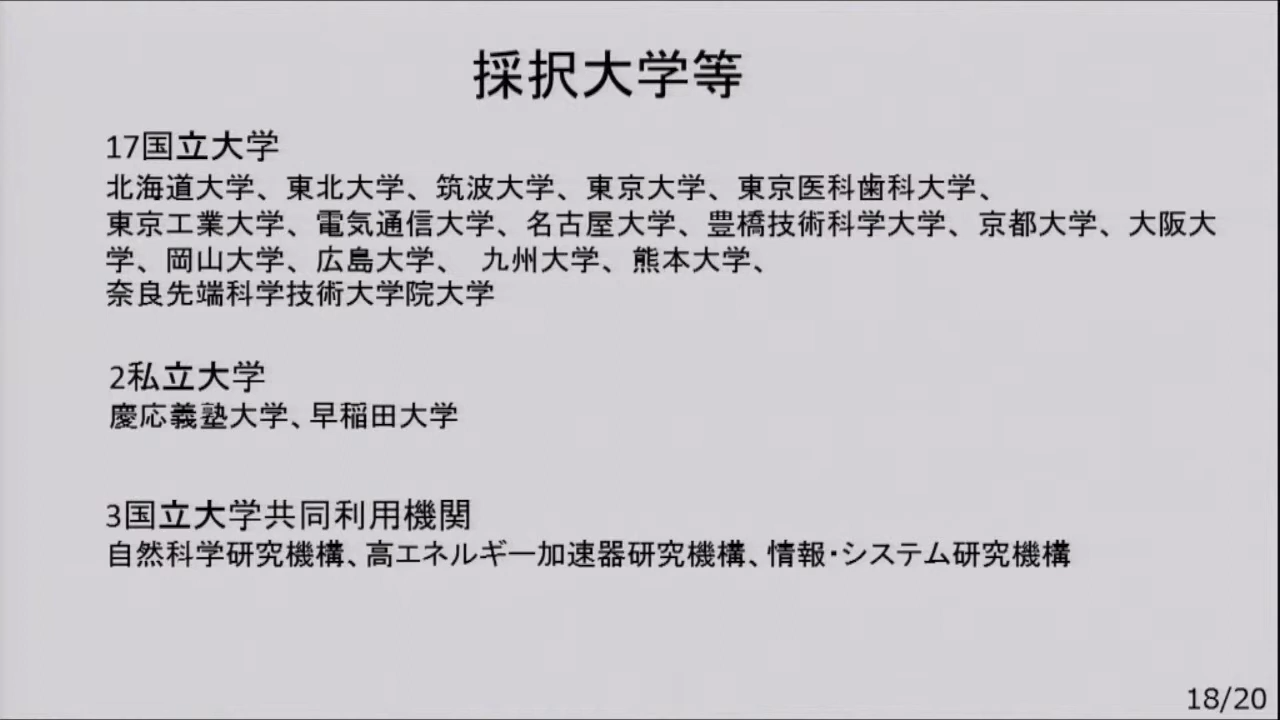 採択大学等
17国立大学
北海道大学、東北大学、筑波大学、東京大学、東京医科歯科大学、
東京工業大学、電気通信大学、名古屋大学、豊橋技術科学大学、京都大学、大阪大
学、岡山大学、広島大学、 九州大学、熊本大学、
奈良先端科学技術大学院大学
2私立大学
慶応義塾大学、早稲田大学
3国立大学共同利用機関
自然科学研究機構、高エネルギー加速器研究機構、情報・システム研究機構
18/20